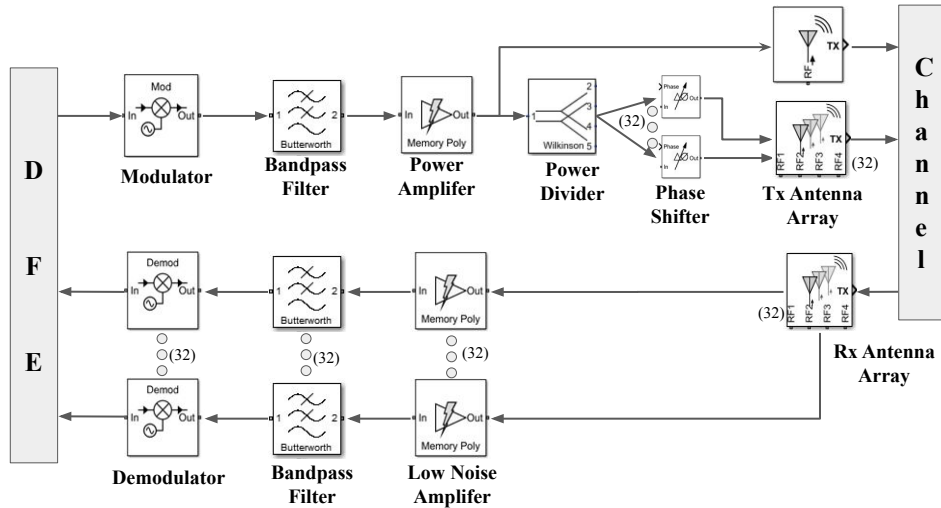 D
F
E
Mod
In
Out
Modulator
1
2
Butterworth
Bandpass
Filter
In
Out
Memory Poly
Power
Amplifer
1
2
3
4
5
Wilkinson
Power
Divider
(32)
Phase
In
Out
Phase
In
Out
Phase
Shifter
TX
RF
TX
RF1
RF2
RF3
RF4
(32)
Tx Antenna
Array
C
h
a
n
n
e
l
Demod
In
Out
1
2
Butterworth
In
Out
Memory Poly
TX
RF1
RF2
RF3
RF4
(32)
Rx Antenna
Array
(32)
(32)
(32)
Demod
In
Out
Demodulator
1
2
Butterworth
Bandpass
Filter
In
Out
Memory Poly
Low Noise
Amplifer